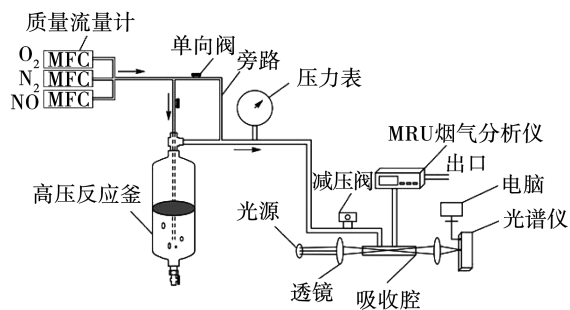 质量流量计
O2 MFC
N2 MFC
NO MFC
单向阀
旁路
压力表
MRU烟气分析仪
出口
减压阀
电脑
高压反应釜
光源
光谱仪
透镜
吸收腔